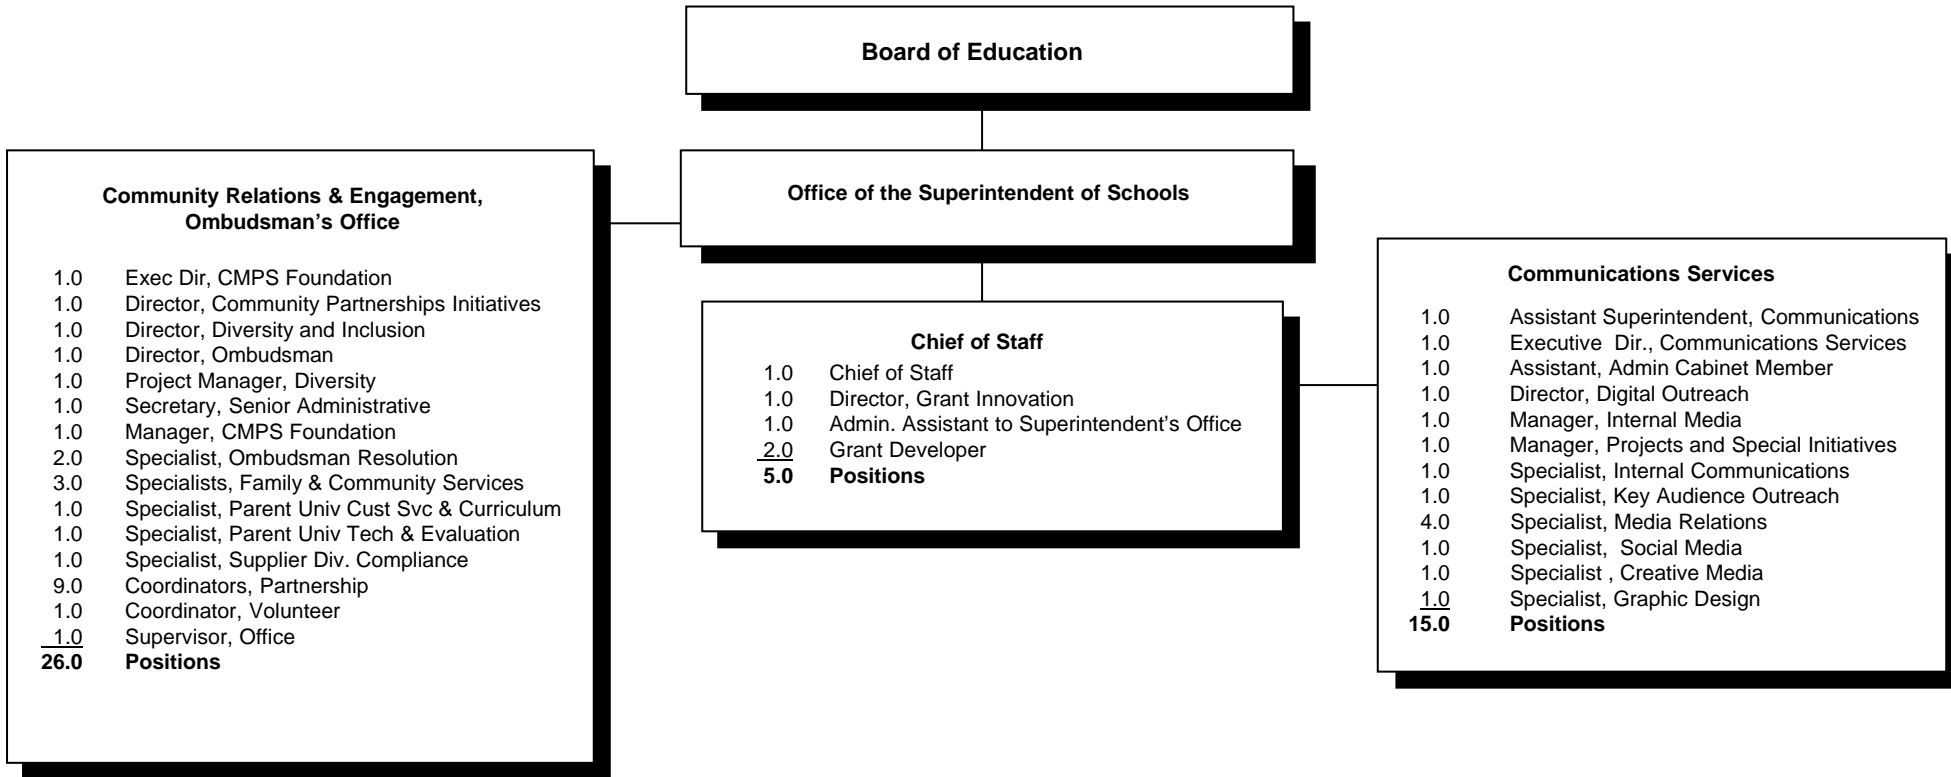 Board of Education
Office of the Superintendent of Schools
Community Relations & Engagement,
Ombudsman’s Office
1.0 Exec Dir, CMPS Foundation
1.0 Director, Community Partnerships Initiatives
1.0 Director, Diversity and Inclusion
1.0 Director, Ombudsman
1.0 Project Manager, Diversity
1.0 Secretary, Senior Administrative
1.0 Manager, CMPS Foundation
2.0 Specialist, Ombudsman Resolution
3.0 Specialists, Family & Community Services
1.0 Specialist, Parent Univ Cust Svc & Curriculum
1.0 Specialist, Parent Univ Tech & Evaluation
1.0 Specialist, Supplier Div. Compliance
9.0 Coordinators, Partnership
1.0 Coordinator, Volunteer
1.0 Supervisor, Office
26.0 Positions
Chief of Staff
1.0 Chief of Staff
1.0 Director, Grant Innovation
1.0 Admin. Assistant to Superintendent’s Office
2.0 Grant Developer
5.0 Positions
Communications Services
1.0 Assistant Superintendent, Communications
1.0 Executive Dir., Communications Services
1.0 Assistant, Admin Cabinet Member
1.0 Director, Digital Outreach
1.0 Manager, Internal Media
1.0 Manager, Projects and Special Initiatives
1.0 Specialist, Internal Communications
1.0 Specialist, Key Audience Outreach
4.0 Specialist, Media Relations
1.0 Specialist, Social Media
1.0 Specialist , Creative Media
1.0 Specialist, Graphic Design
15.0 Positions